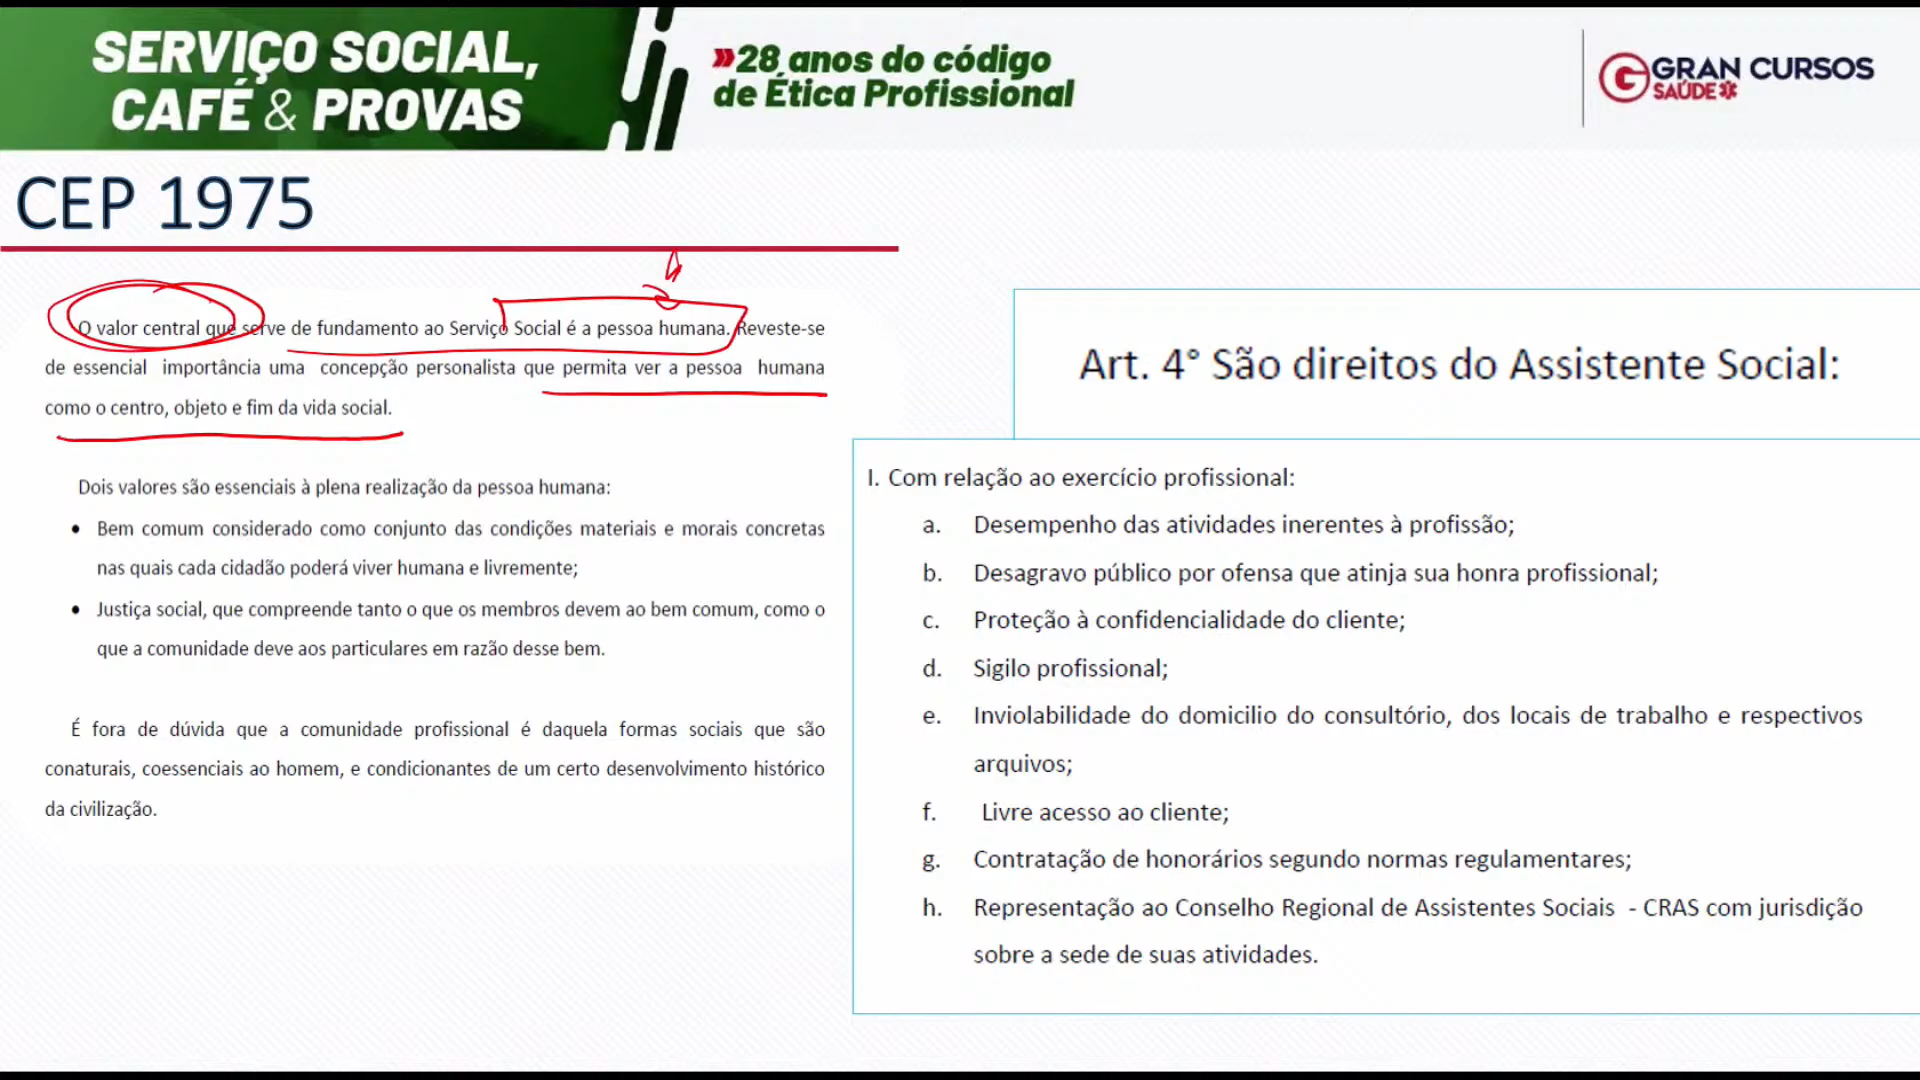 SERVIÇO SOCIAL,
CAFÉ & PROVAS
»28 anos do código
de Ética Profissional
GRAN CURSOS
SAÚDE
CEP 1975
O valor central que serve de fundamento ao Serviço Social é a pessoa humana. Reveste-se
de essencial importância uma concepção personalista que permita ver a pessoa humana
como o centro, objeto e fim da vida social.
Dois valores são essenciais à plena realização da pessoa humana:
• Bem comum considerado como conjunto das condições materiais e morais concretas
nas quais cada cidadão poderá viver humana e livremente;
• Justiça social, que compreende tanto o que os membros devem ao bem comum, como o
que a comunidade deve aos particulares em razão desse bem.
É fora de dúvida que a comunidade profissional é daquela formas sociais que são
conaturais, coessenciais ao homem, e condicionantes de um certo desenvolvimento histórico
da civilização.
Art. 4° São direitos do Assistente Social:
I. Com relação ao exercício profissional:
a. Desempenho das atividades inerentes à profissão;
b. Desagravo público por ofensa que atinja sua honra profissional;
c. Proteção à confidencialidade do cliente;
d. Sigilo profissional;
e. Inviolabilidade do domicilio do consultório, dos locais de trabalho e respectivos
arquivos;
f. Livre acesso ao cliente;
g. Contratação de honorários segundo normas regulamentares;
h. Representação ao Conselho Regional de Assistentes Sociais - CRAS com jurisdição
sobre a sede de suas atividades.